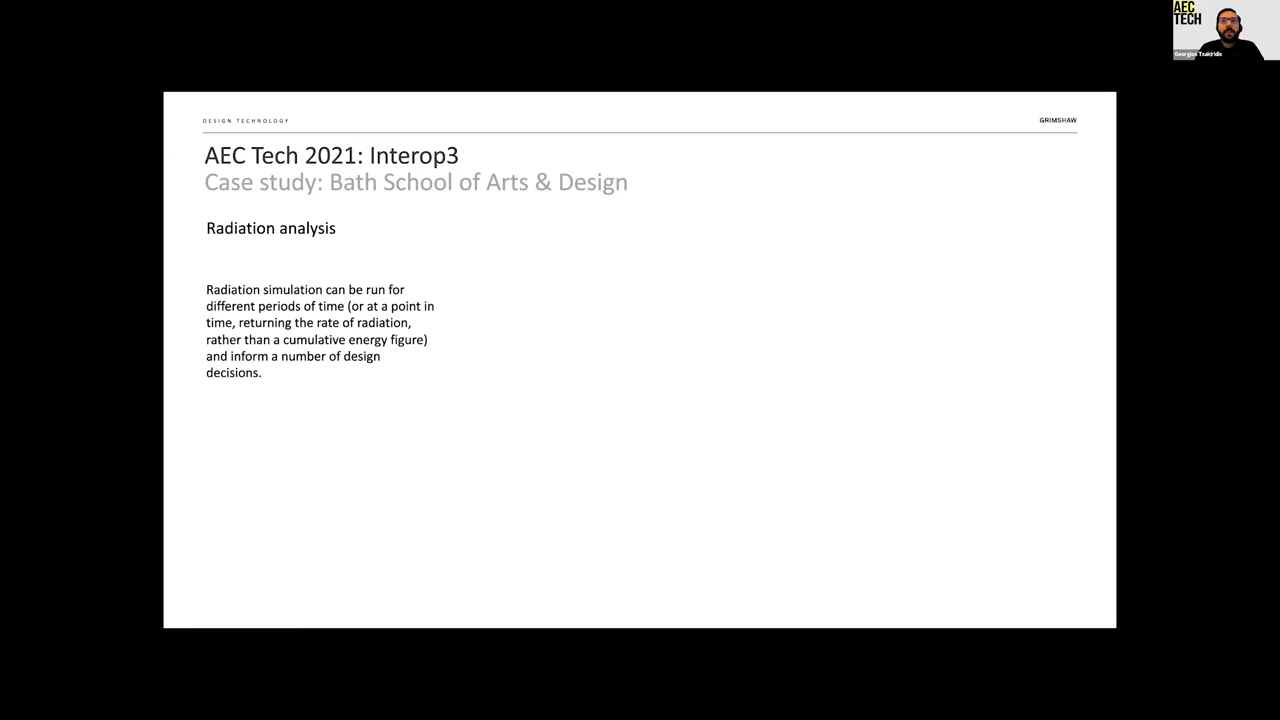 AEC
TECH
Georgios Tsakiridis
DESIGN TECHNOLOGY
GRIMSHAW
AEC Tech 2021: Interop3
Case study: Bath School of Arts & Design
Radiation analysis
Radiation simulation can be run for
different periods of time (or at a point in
time, returning the rate of radiation,
rather than a cumulative energy figure)
and inform a number of design
decisions.